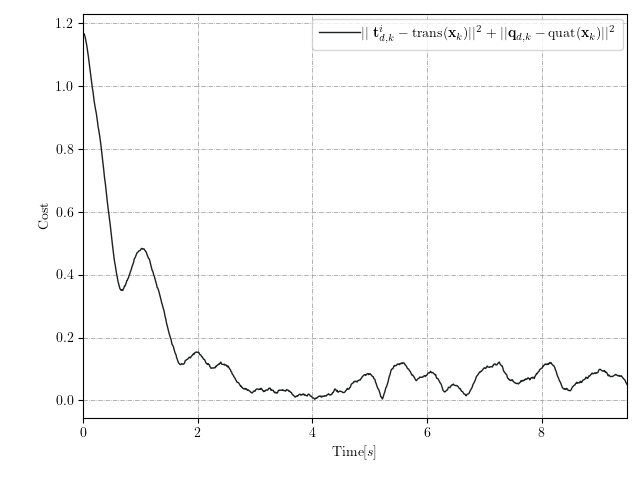 || t^i_{d,k} − trans(x_k)||^2 + ||q_{d,k} − quat(x_k)||^2
1.2
1.0
0.8
0.6
0.4
0.2
0.0
Cost
0 2 4 6 8
Time[s]